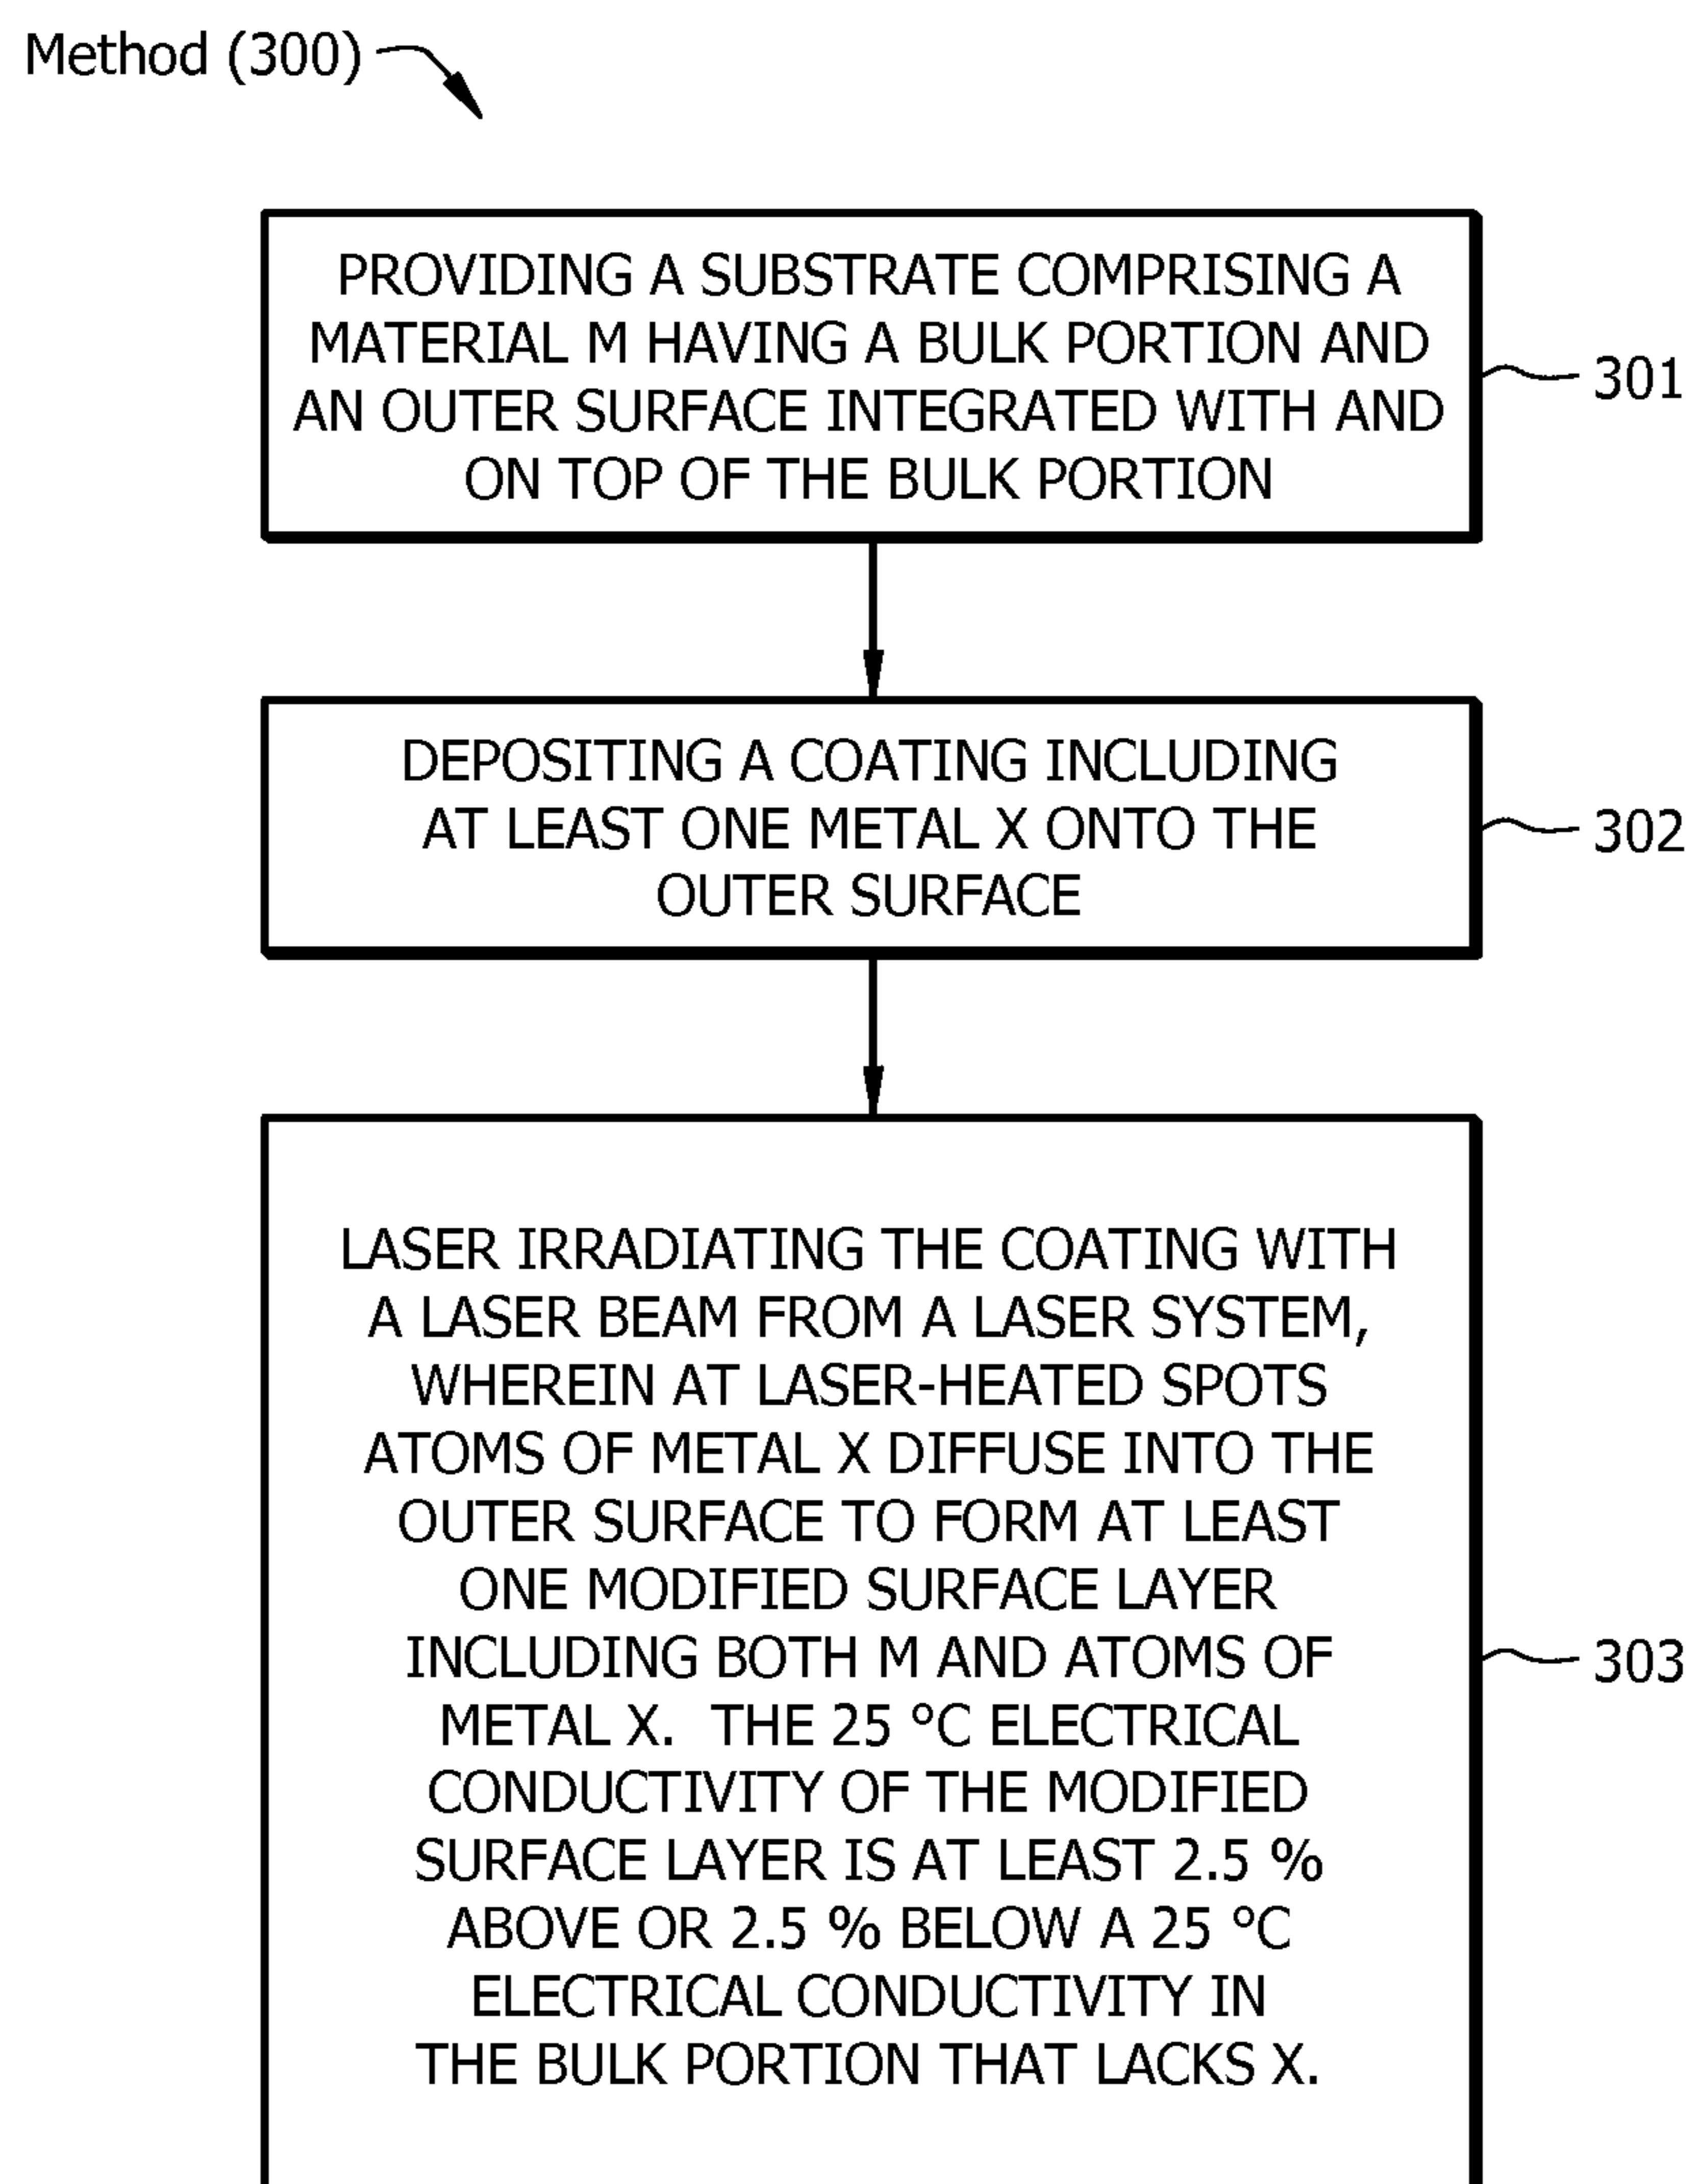 Method (300)
PROVIDING A SUBSTRATE COMPRISING A
MATERIAL M HAVING A BULK PORTION AND
AN OUTER SURFACE INTEGRATED WITH AND
ON TOP OF THE BULK PORTION
301
DEPOSITING A COATING INCLUDING
AT LEAST ONE METAL X ONTO THE
OUTER SURFACE
302
LASER IRRADIATING THE COATING WITH
A LASER BEAM FROM A LASER SYSTEM,
WHEREIN AT LASER-HEATED SPOTS
ATOMS OF METAL X DIFFUSE INTO THE
OUTER SURFACE TO FORM AT LEAST
ONE MODIFIED SURFACE LAYER
INCLUDING BOTH M AND ATOMS OF
METAL X. THE 25 °C ELECTRICAL
CONDUCTIVITY OF THE MODIFIED
SURFACE LAYER IS AT LEAST 2.5 %
ABOVE OR 2.5 % BELOW A 25 °C
ELECTRICAL CONDUCTIVITY IN
THE BULK PORTION THAT LACKS X.
303